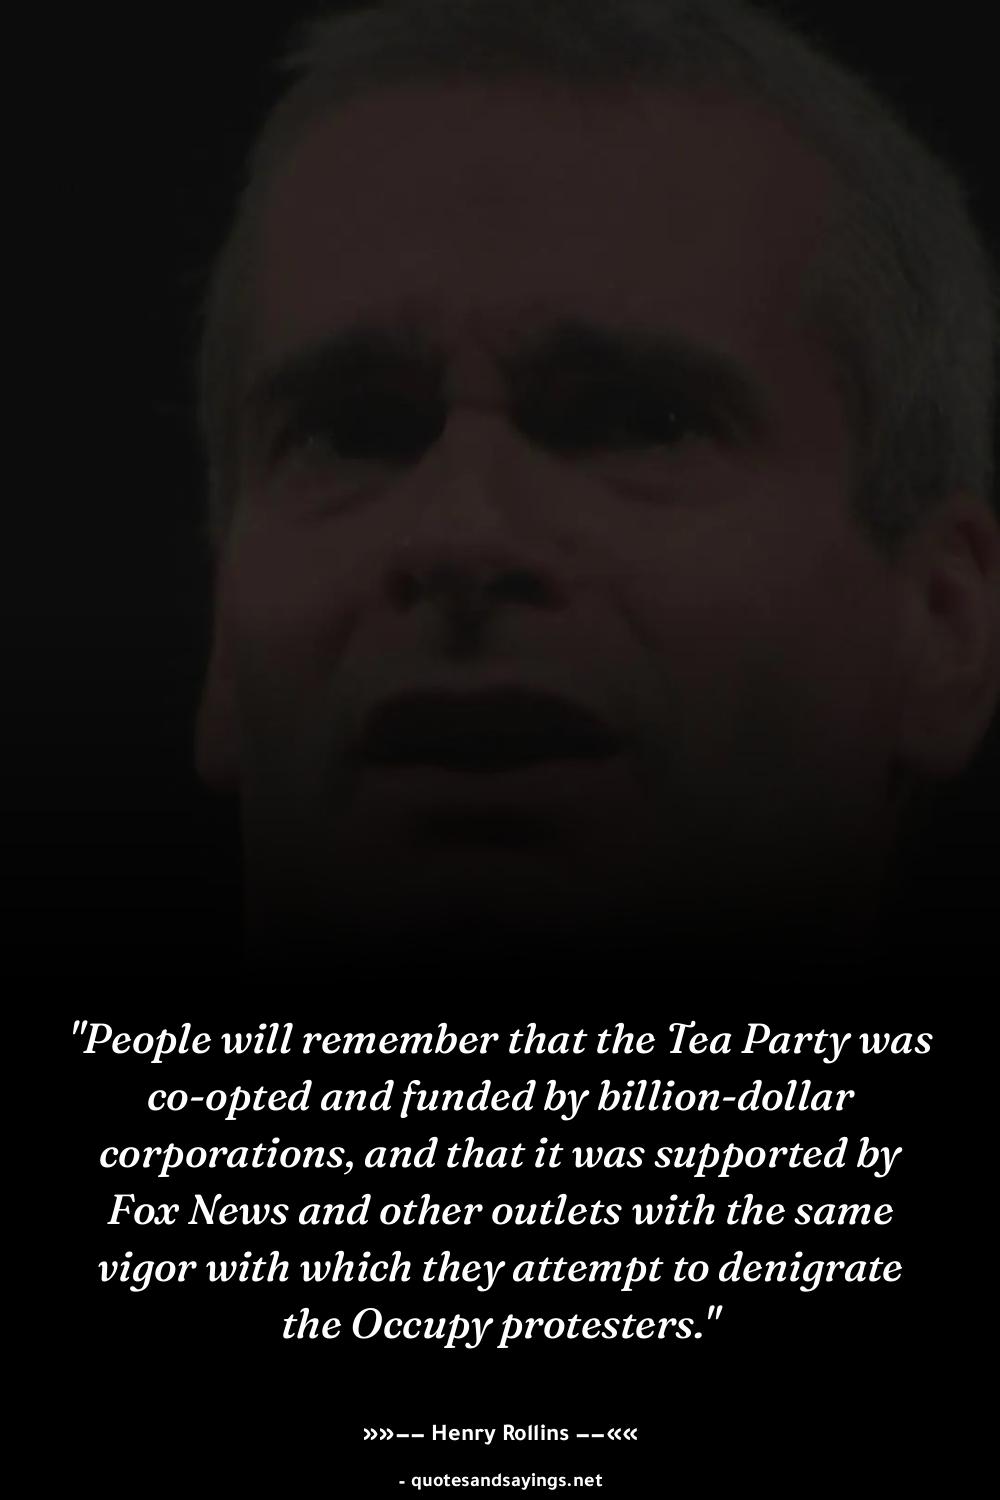 "People will remember that the Tea Party was
co-opted and funded by billion-dollar
corporations, and that it was supported by
Fox News and other outlets with the same
vigor with which they attempt to denigrate
the Occupy protesters."
»»−− Henry Rollins −−««
- quotesandsayings.net